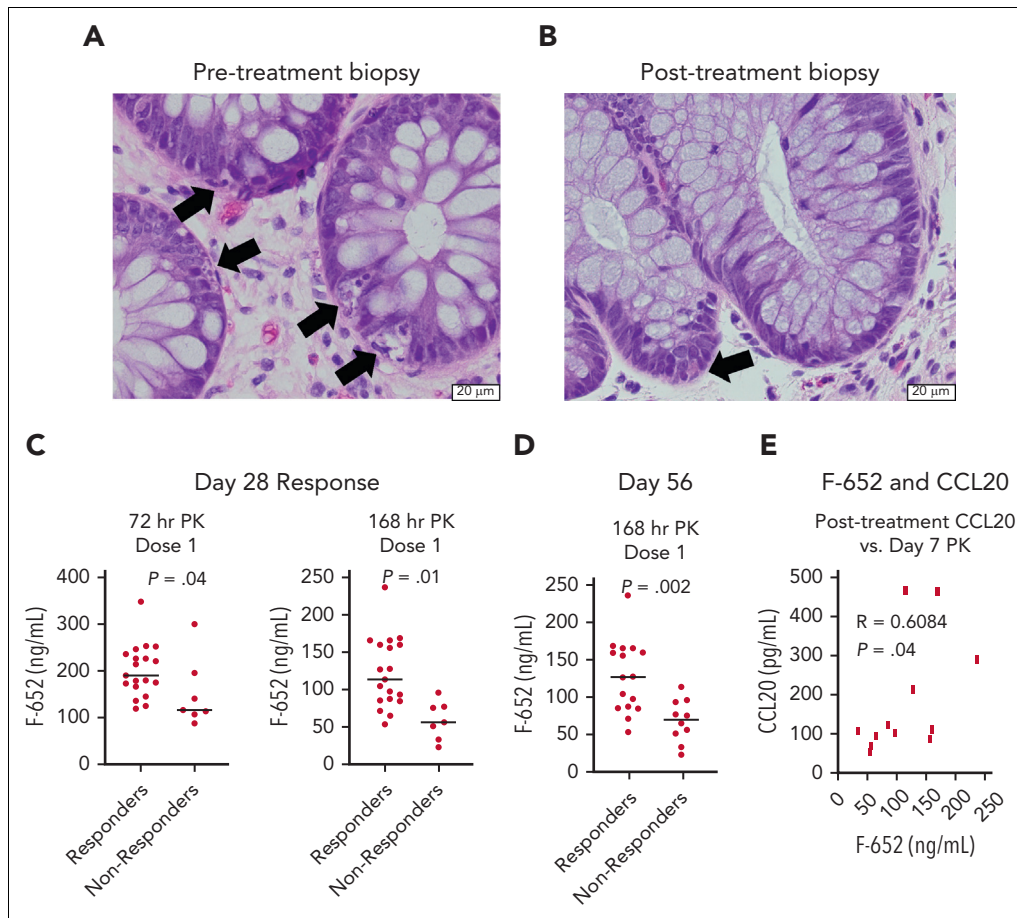 A
Pre-treatment biopsy
20 µm
B
Post-treatment biopsy
20 µm
C
Day 28 Response
72 hr PK
Dose 1
P = .04
400
300
200
100
0
F-652 (ng/mL)
Responders
Non-Responders
168 hr PK
Dose 1
P = .01
250
200
150
100
50
0
F-652 (ng/mL)
Responders
Non-Responders
D
Day 56
168 hr PK
Dose 1
P = .002
250
200
150
100
50
0
F-652 (ng/mL)
Responders
Non-Responders
E
F-652 and CCL20
Post-treatment CCL20
vs. Day 7 PK
R = 0.6084
P = .04
500
400
300
200
100
0
CCL20 (pg/mL)
0
50
100
150
200
250
F-652 (ng/mL)